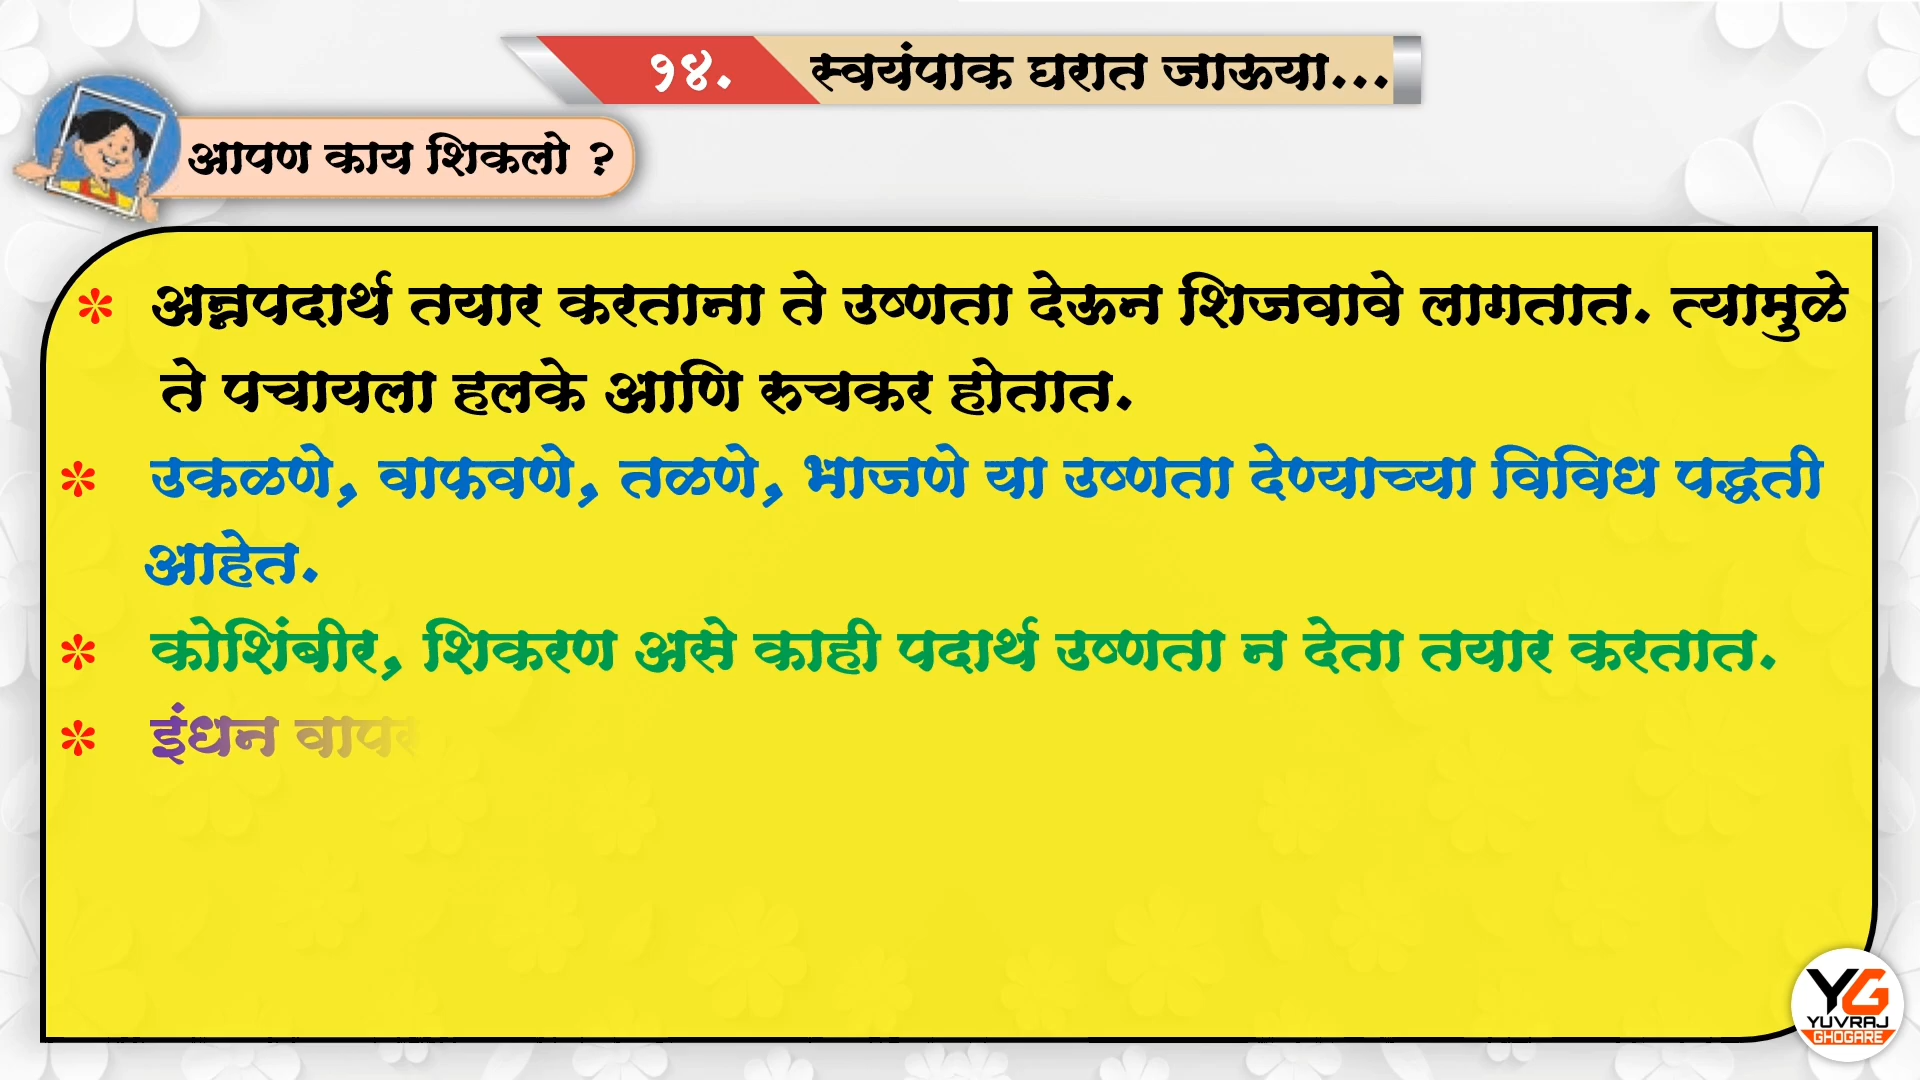 १४. स्वयंपाक घरात जाऊया...
आपण काय शिकलो ?
* अन्नपदार्थ तयार करताना ते उष्णता देऊन शिजवावे लागतात. त्यामुळे
ते पचायला हलके आणि रुचकर होतात.
* उकळणे, वाफवणे, तळणे, भाजणे या उष्णता देण्याच्या विविध पद्धती
आहेत.
* कोशिंबीर, शिकरण असे काही पदार्थ उष्णता न देता तयार करतात.
* इंधन
YG
YUVRAJ
GHOGARE